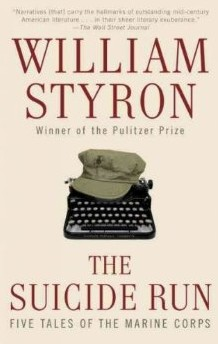 "Narratives [that] carry the hallmarks of outstanding mid-century
American literature . . . in their sheer literary exuberance."
—The Wall Street Journal
WILLIAM
STYRON
Winner of the Pulitzer Prize
THE
SUICIDE RUN
FIVE TALES OF THE MARINE CORPS